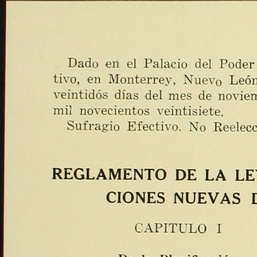 Dado en el Palacio del Poder
tivo, en Monterrey, Nuevo León
veintidós días del mes de noviem
mil novecientos veintisiete.
Sufragio Efectivo. No Reelecc
REGLAMENTO DE LA LE
CIONES NUEVAS D
CAPITULO I